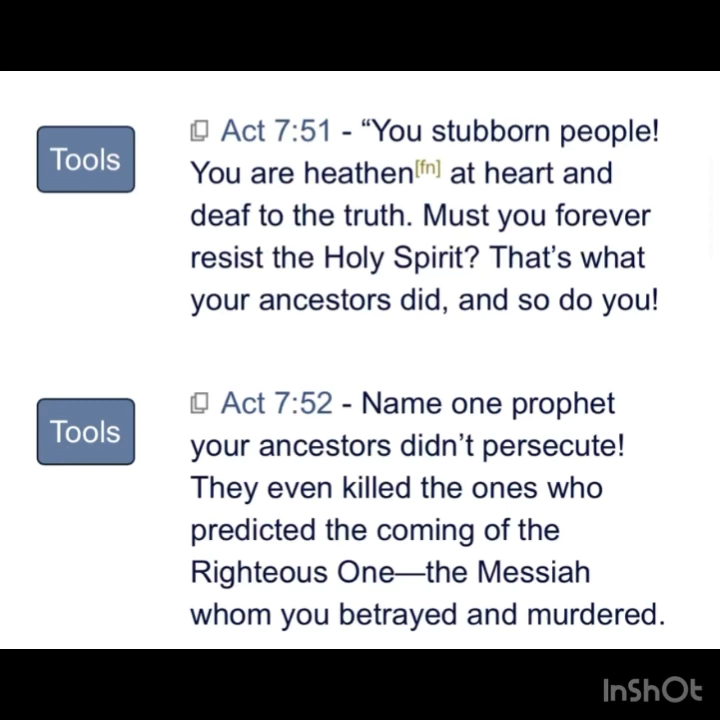 Tools
Act 7:51 - “You stubborn people!
You are heathen[fn] at heart and
deaf to the truth. Must you forever
resist the Holy Spirit? That’s what
your ancestors did, and so do you!
Tools
Act 7:52 - Name one prophet
your ancestors didn’t persecute!
They even killed the ones who
predicted the coming of the
Righteous One—the Messiah
whom you betrayed and murdered.
InShOt